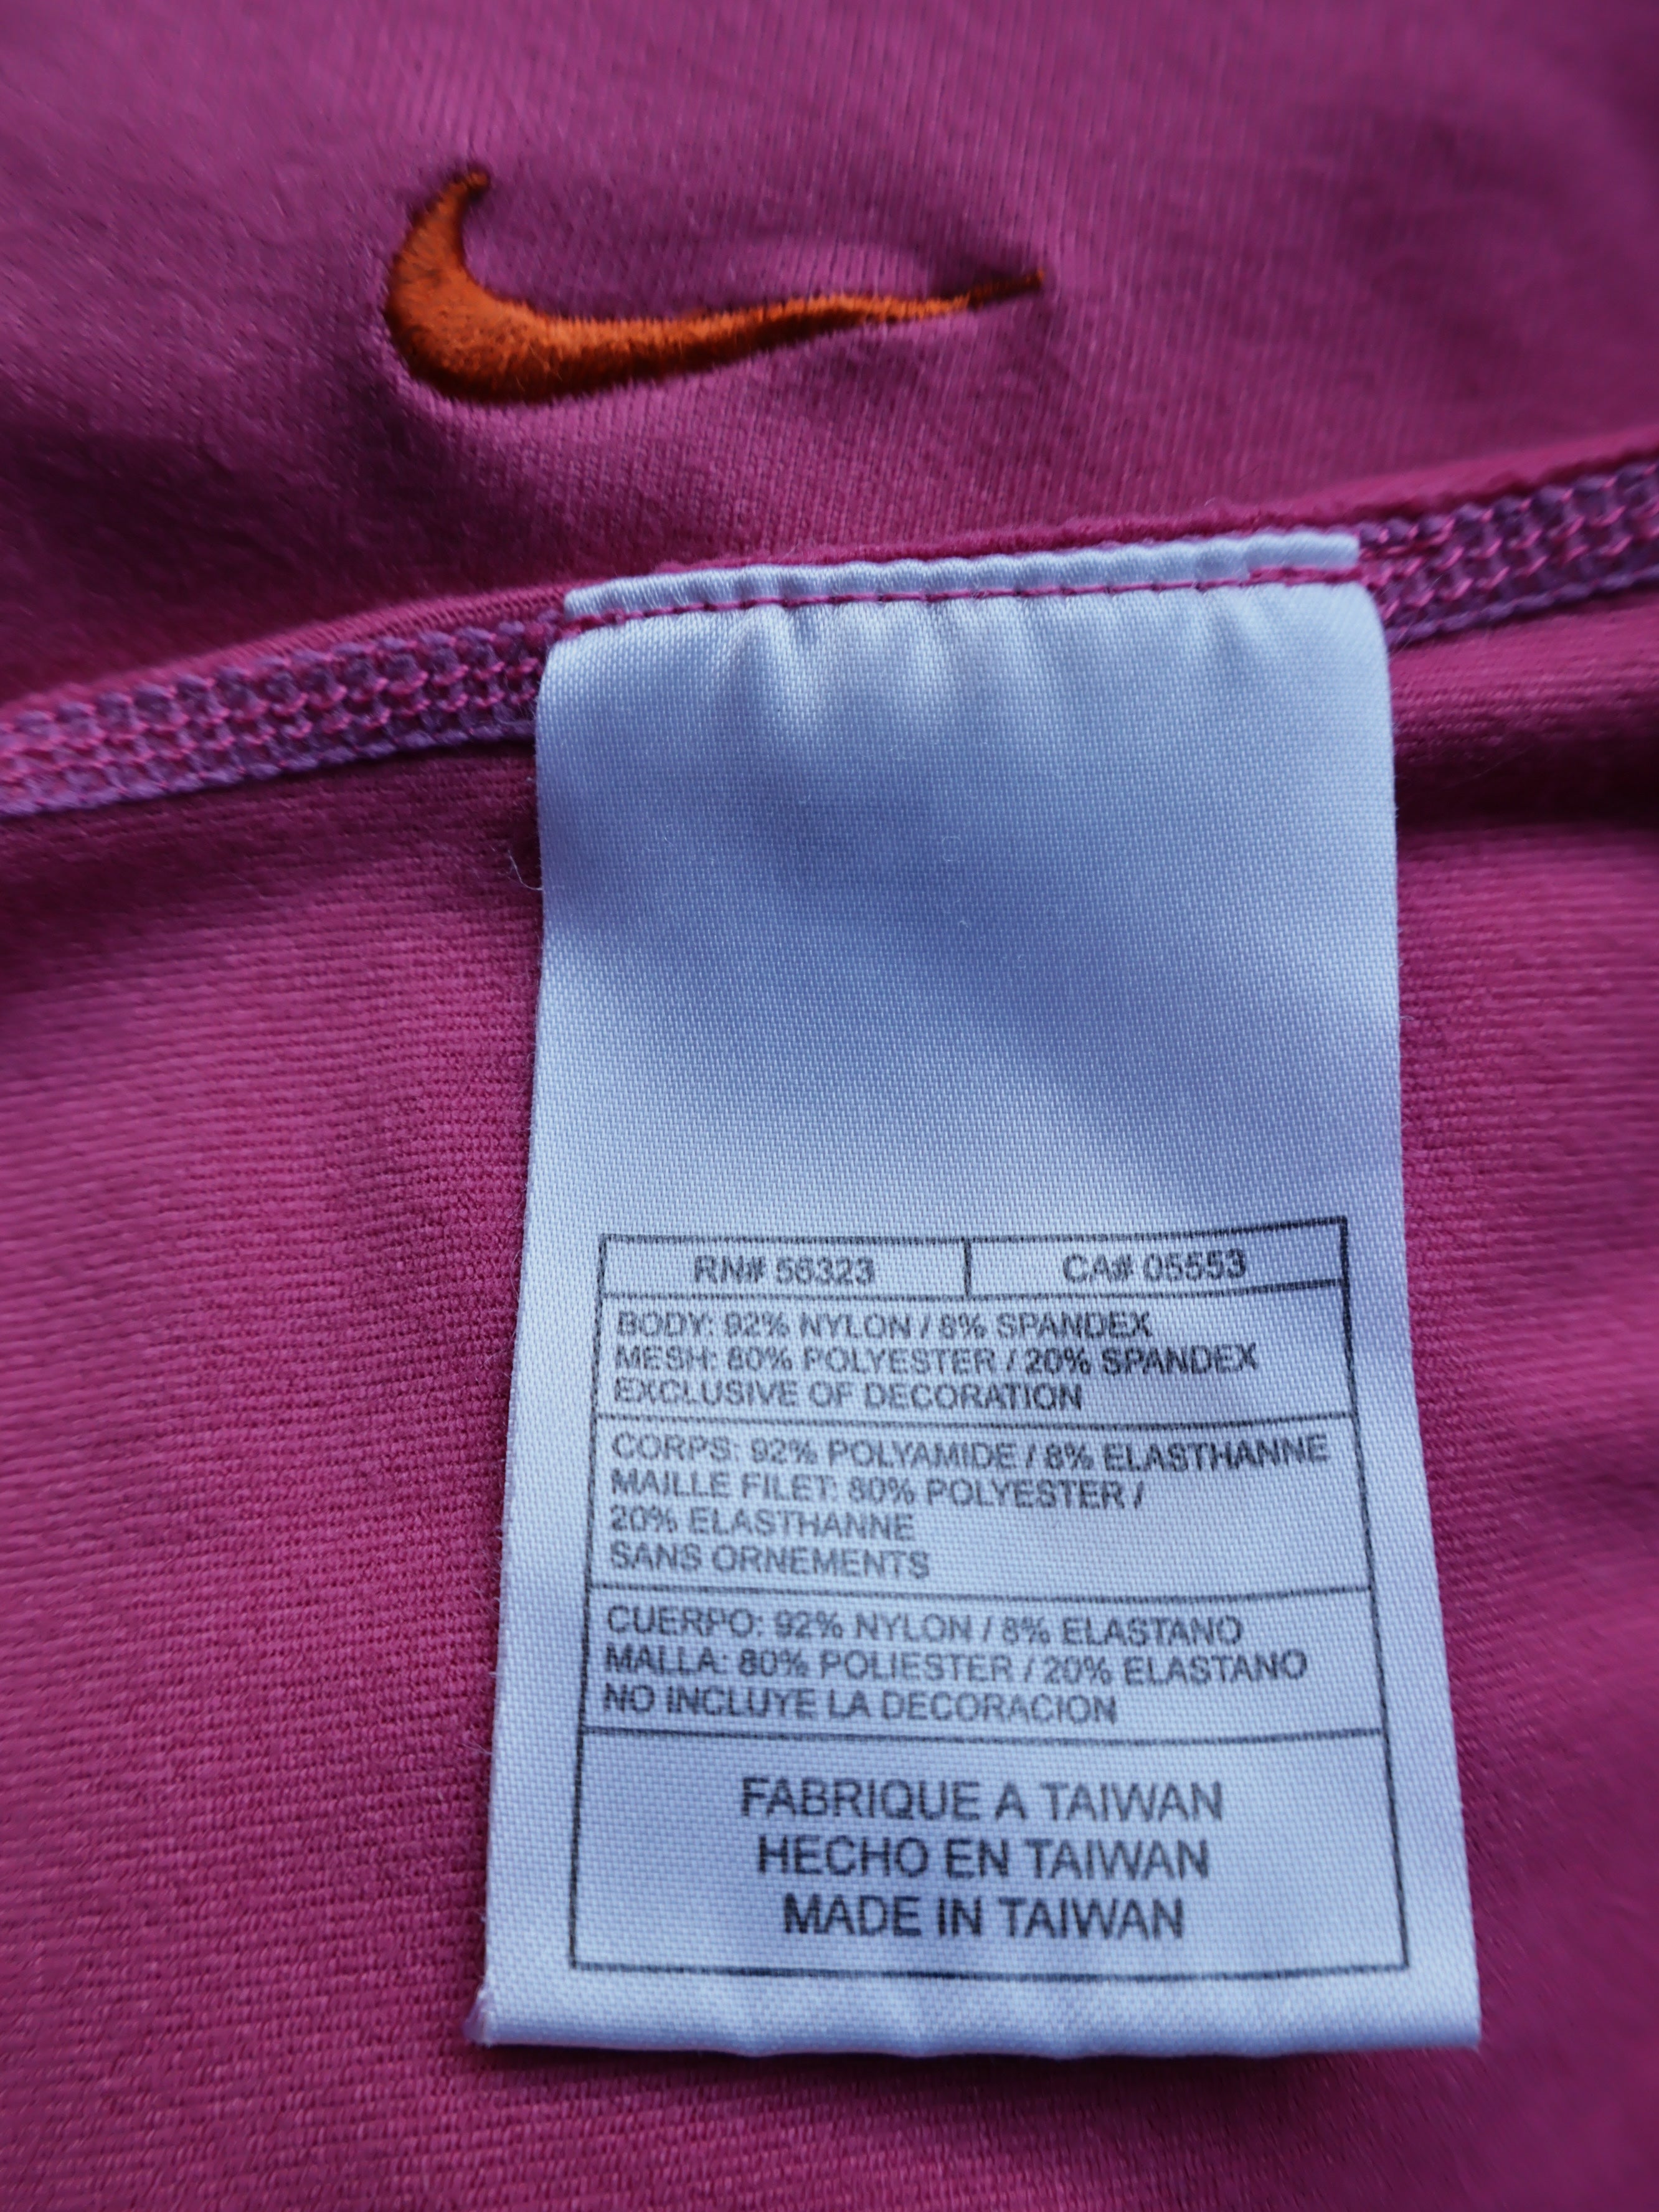 RN# 56323 CA# 05553
BODY: 92% NYLON / 8% SPANDEX
MESH: 80% POLYESTER / 20% SPANDEX
EXCLUSIVE OF DECORATION
CORPS: 92% POLYAMIDE / 8% ELASTHANNE
MAILLE FILET: 80% POLYESTER /
20% ELASTHANNE
SANS ORNEMENTS
CUERPO: 92% NYLON / 8% ELASTANO
MALLA: 80% POLIESTER / 20% ELASTANO
NO INCLUYE LA DECORACION
FABRIQUE A TAIWAN
HECHO EN TAIWAN
MADE IN TAIWAN